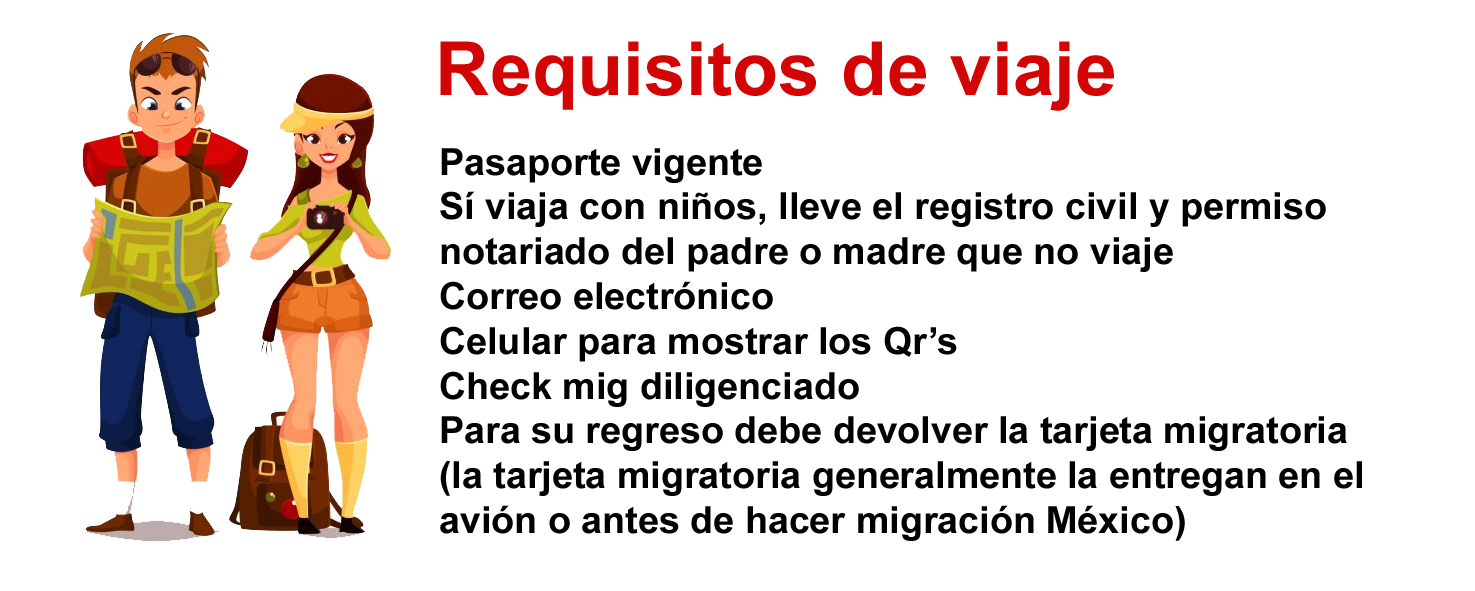 Requisitos de viaje
Pasaporte vigente
Sí viaja con niños, lleve el registro civil y permiso
notariado del padre o madre que no viaje
Correo electrónico
Celular para mostrar los Qr’s
Check mig diligenciado
Para su regreso debe devolver la tarjeta migratoria
(la tarjeta migratoria generalmente la entregan en el
avión o antes de hacer migración México)